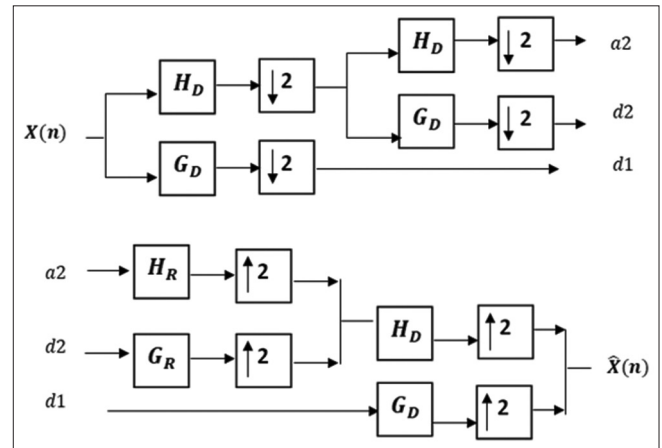 H_D ↓2 a2
H_D ↓2
G_D ↓2 d2
X(n)
G_D ↓2 d1
a2 H_R ↑2
H_D ↑2
d2 G_R ↑2 X̂(n)
d1 G_D ↑2